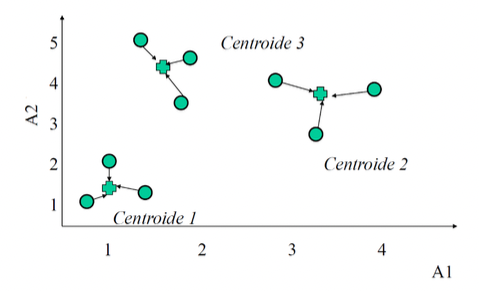 5
Centroide 3
4
A2
3
2
Centroide 2
1
Centroide 1
1 2 3 4
A1